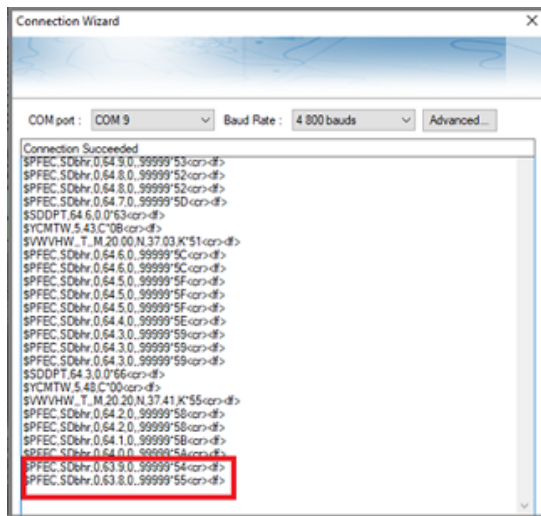 Connection Wizard
COM port : COM 9 Baud Rate : 4 800 bauds Advanced...
Connection Succeeded
$PFEC,SDbhr,0,64.9,0,,99999*53<cr><lf>
$PFEC,SDbhr,0,64.8,0,,99999*52<cr><lf>
$PFEC,SDbhr,0,64.8,0,,99999*52<cr><lf>
$PFEC,SDbhr,0,64.7,0,,99999*5D<cr><lf>
$SDDPT,64.6,0.0*63<cr><lf>
$YCMTW,5.43,C*0B<cr><lf>
$VWVHW,,T,,M,20.00,N,37.03,K*51<cr><lf>
$PFEC,SDbhr,0,64.6,0,,99999*5C<cr><lf>
$PFEC,SDbhr,0,64.6,0,,99999*5C<cr><lf>
$PFEC,SDbhr,0,64.5,0,,99999*5F<cr><lf>
$PFEC,SDbhr,0,64.5,0,,99999*5F<cr><lf>
$PFEC,SDbhr,0,64.5,0,,99999*5F<cr><lf>
$PFEC,SDbhr,0,64.4,0,,99999*5E<cr><lf>
$PFEC,SDbhr,0,64.3,0,,99999*59<cr><lf>
$PFEC,SDbhr,0,64.3,0,,99999*59<cr><lf>
$PFEC,SDbhr,0,64.3,0,,99999*59<cr><lf>
$SDDPT,64.3,0.0*66<cr><lf>
$YCMTW,5.48,C*00<cr><lf>
$VWVHW,,T,,M,20.20,N,37.41,K*55<cr><lf>
$PFEC,SDbhr,0,64.2,0,,99999*58<cr><lf>
$PFEC,SDbhr,0,64.2,0,,99999*58<cr><lf>
$PFEC,SDbhr,0,64.1,0,,99999*5B<cr><lf>
$PFEC,SDbhr,0,64.0,0,,99999*5A<cr><lf>
$PFEC,SDbhr,0,63.9,0,,99999*54<cr><lf>
$PFEC,SDbhr,0,63.8,0,,99999*55<cr><lf>